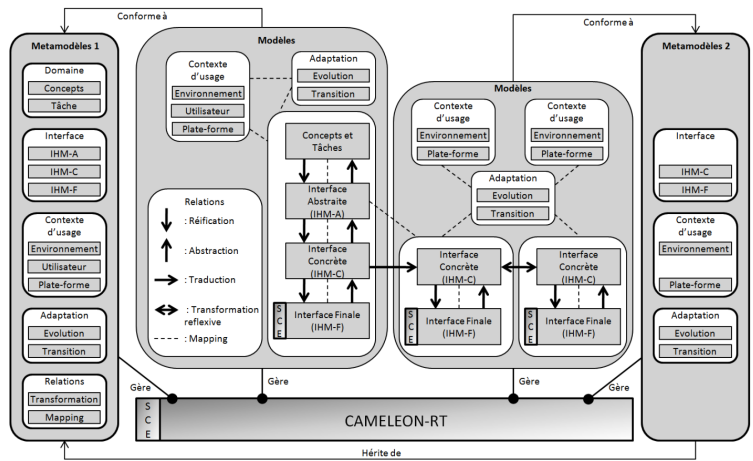 Conforme à
Conforme à
Metamodèles 1
Domaine
Concepts
Tâche
Interface
IHM-A
IHM-C
IHM-F
Contexte
d'usage
Environnement
Utilisateur
Plate-forme
Adaptation
Evolution
Transition
Relations
Transformation
Mapping
Modèles
Contexte
d'usage
Environnement
Utilisateur
Plate-forme
Adaptation
Evolution
Transition
Concepts et
Tâches
Interface
Abstraite
(IHM-A)
Interface
Concrète
(IHM-C)
SCE
Interface Finale
(IHM-F)
Relations
: Réification
: Abstraction
: Traduction
: Transformation
reflexive
: Mapping
Modèles
Contexte
d'usage
Environnement
Plate-forme
Contexte
d'usage
Environnement
Plate-forme
Adaptation
Evolution
Transition
Interface
Concrète
(IHM-C)
SCE
Interface Finale
(IHM-F)
Interface
Concrète
(IHM-C)
SCE
Interface Finale
(IHM-F)
Metamodèles 2
Interface
IHM-C
IHM-F
Contexte
d'usage
Environnement
Plate-forme
Adaptation
Evolution
Transition
Gère
Gère
Gère
Gère
SCE
CAMELEON-RT
Hérite de